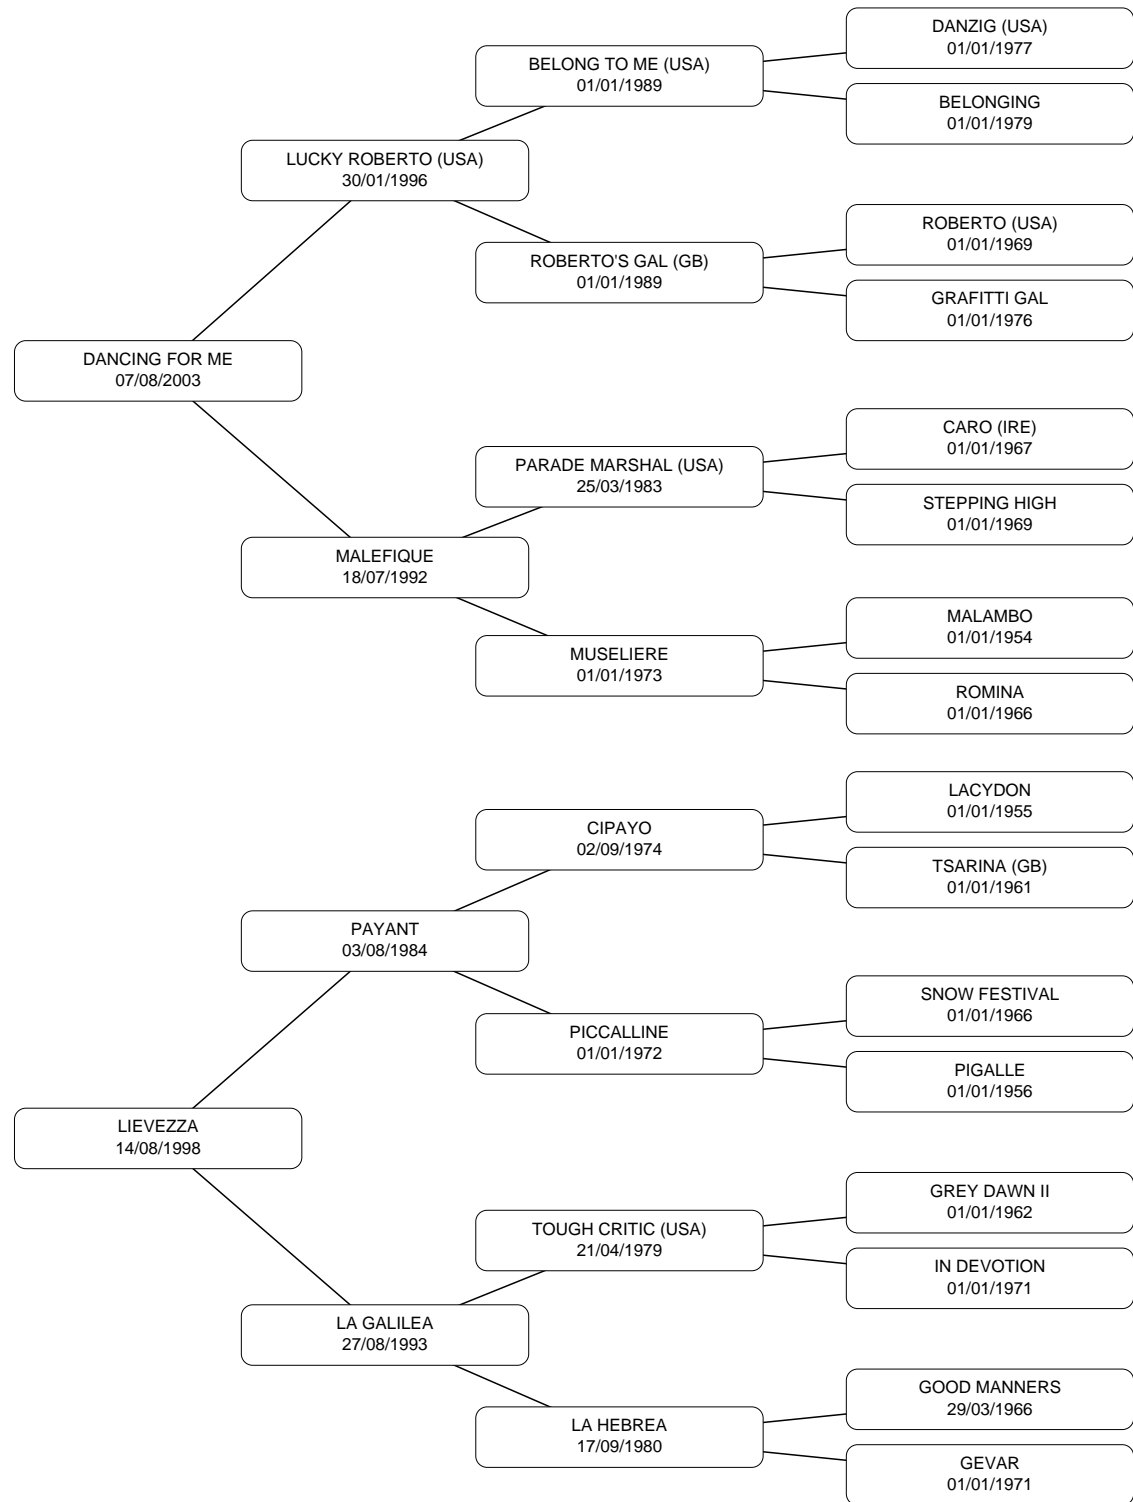 DANZIG (USA)
01/01/1977
BELONG TO ME (USA)
01/01/1989
BELONGING
01/01/1979
LUCKY ROBERTO (USA)
30/01/1996
ROBERTO (USA)
01/01/1969
ROBERTO'S GAL (GB)
01/01/1989
GRAFITTI GAL
01/01/1976
DANCING FOR ME
07/08/2003
CARO (IRE)
01/01/1967
PARADE MARSHAL (USA)
25/03/1983
STEPPING HIGH
01/01/1969
MALEFIQUE
18/07/1992
MALAMBO
01/01/1954
MUSELIERE
01/01/1973
ROMINA
01/01/1966
LACYDON
01/01/1955
CIPAYO
02/09/1974
TSARINA (GB)
01/01/1961
PAYANT
03/08/1984
SNOW FESTIVAL
01/01/1966
PICCALLINE
01/01/1972
PIGALLE
01/01/1956
LIEVEZZA
14/08/1998
GREY DAWN II
01/01/1962
TOUGH CRITIC (USA)
21/04/1979
IN DEVOTION
01/01/1971
LA GALILEA
27/08/1993
GOOD MANNERS
29/03/1966
LA HEBREA
17/09/1980
GEVAR
01/01/1971